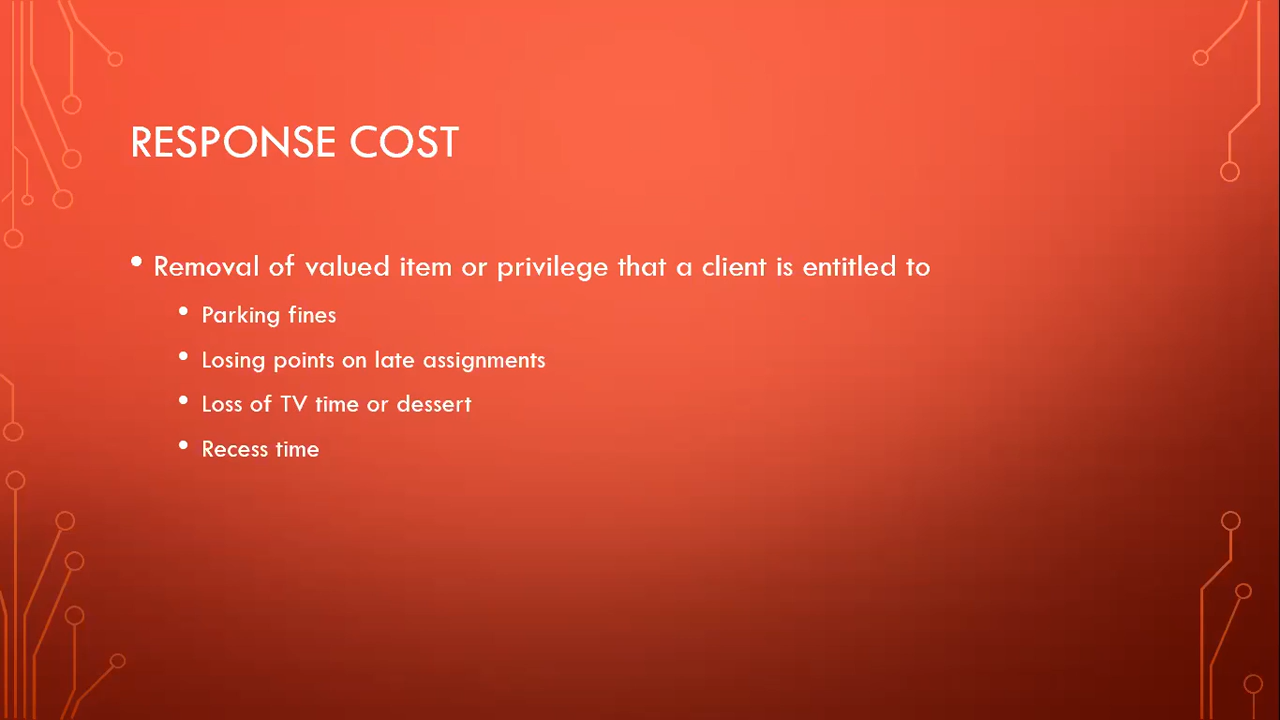 RESPONSE COST
• Removal of valued item or privilege that a client is entitled to
• Parking fines
• Losing points on late assignments
• Loss of TV time or dessert
• Recess time